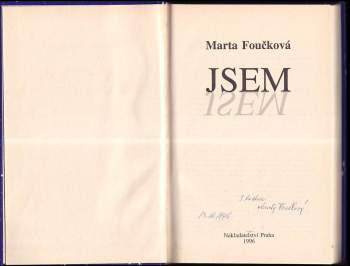 Marta Foučková
JSEM
JSEM
Nakladatelství Praha
1996